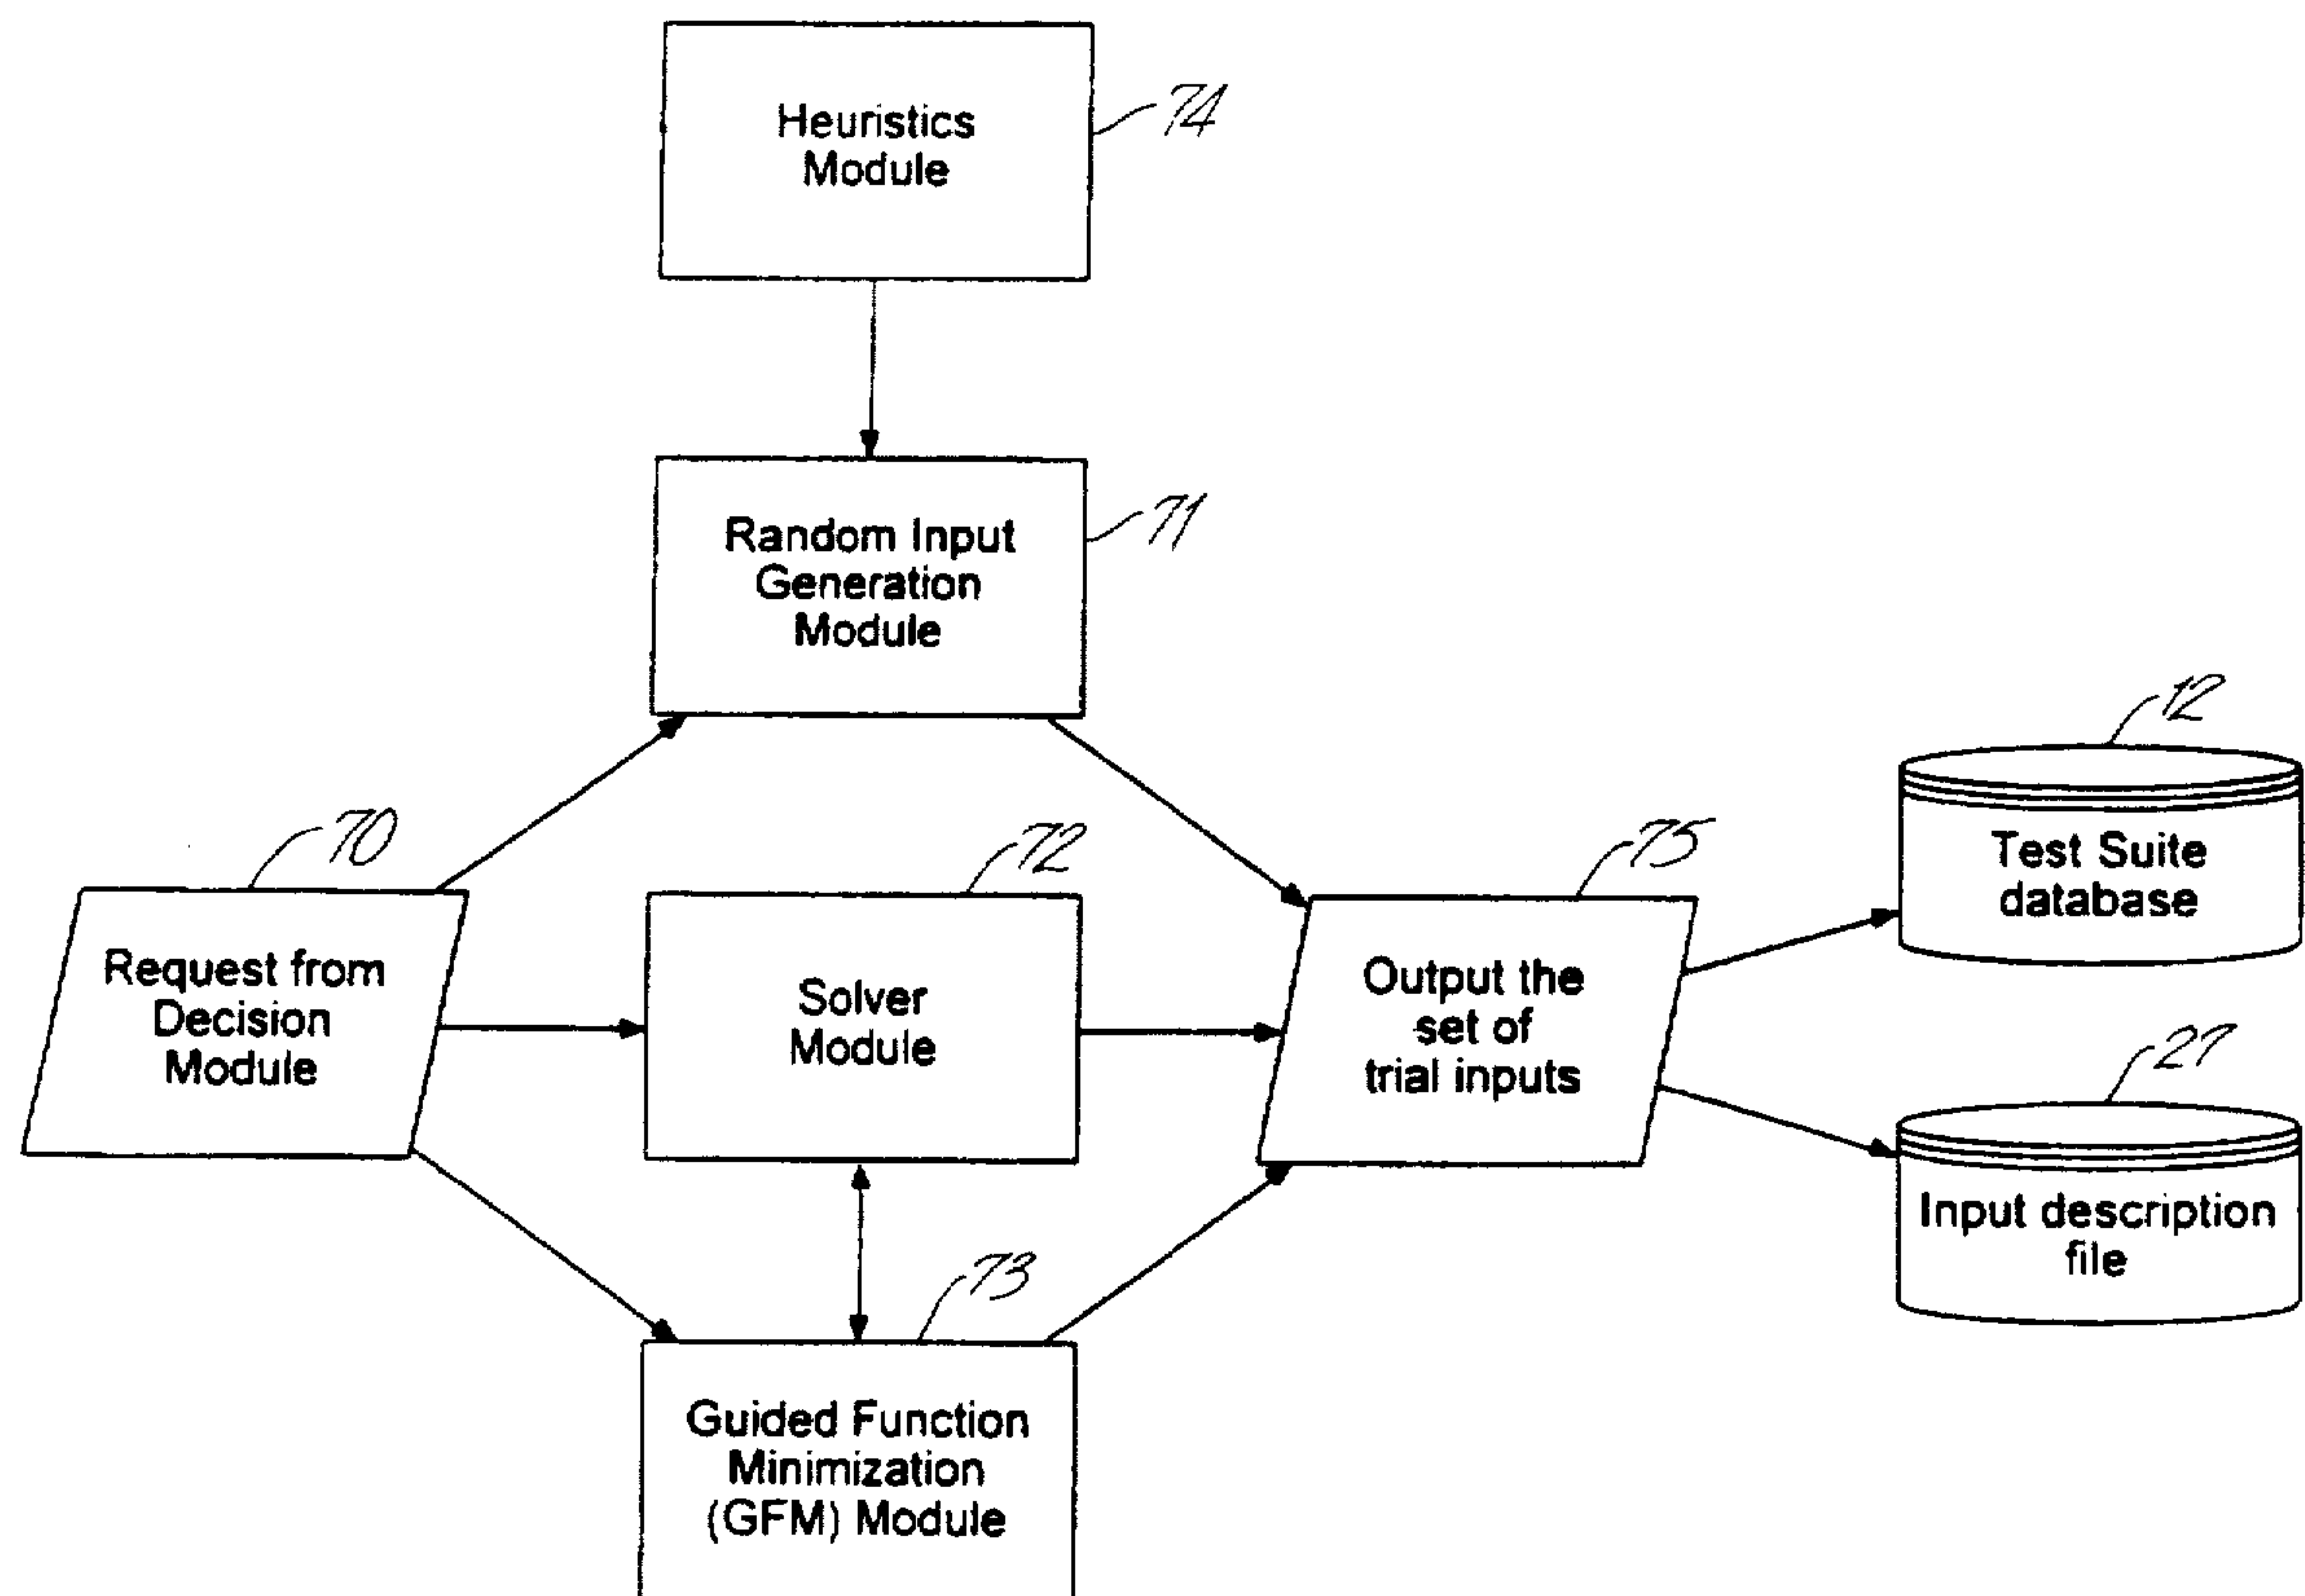 Heuristics
Module
74
Random Input
Generation
Module
71
12
Test Suite
database
70
Request from
Decision
Module
72
Solver
Module
75
Output the
set of
trial inputs
Input description
file
73
Guided Function
Minimization
(GFM) Module